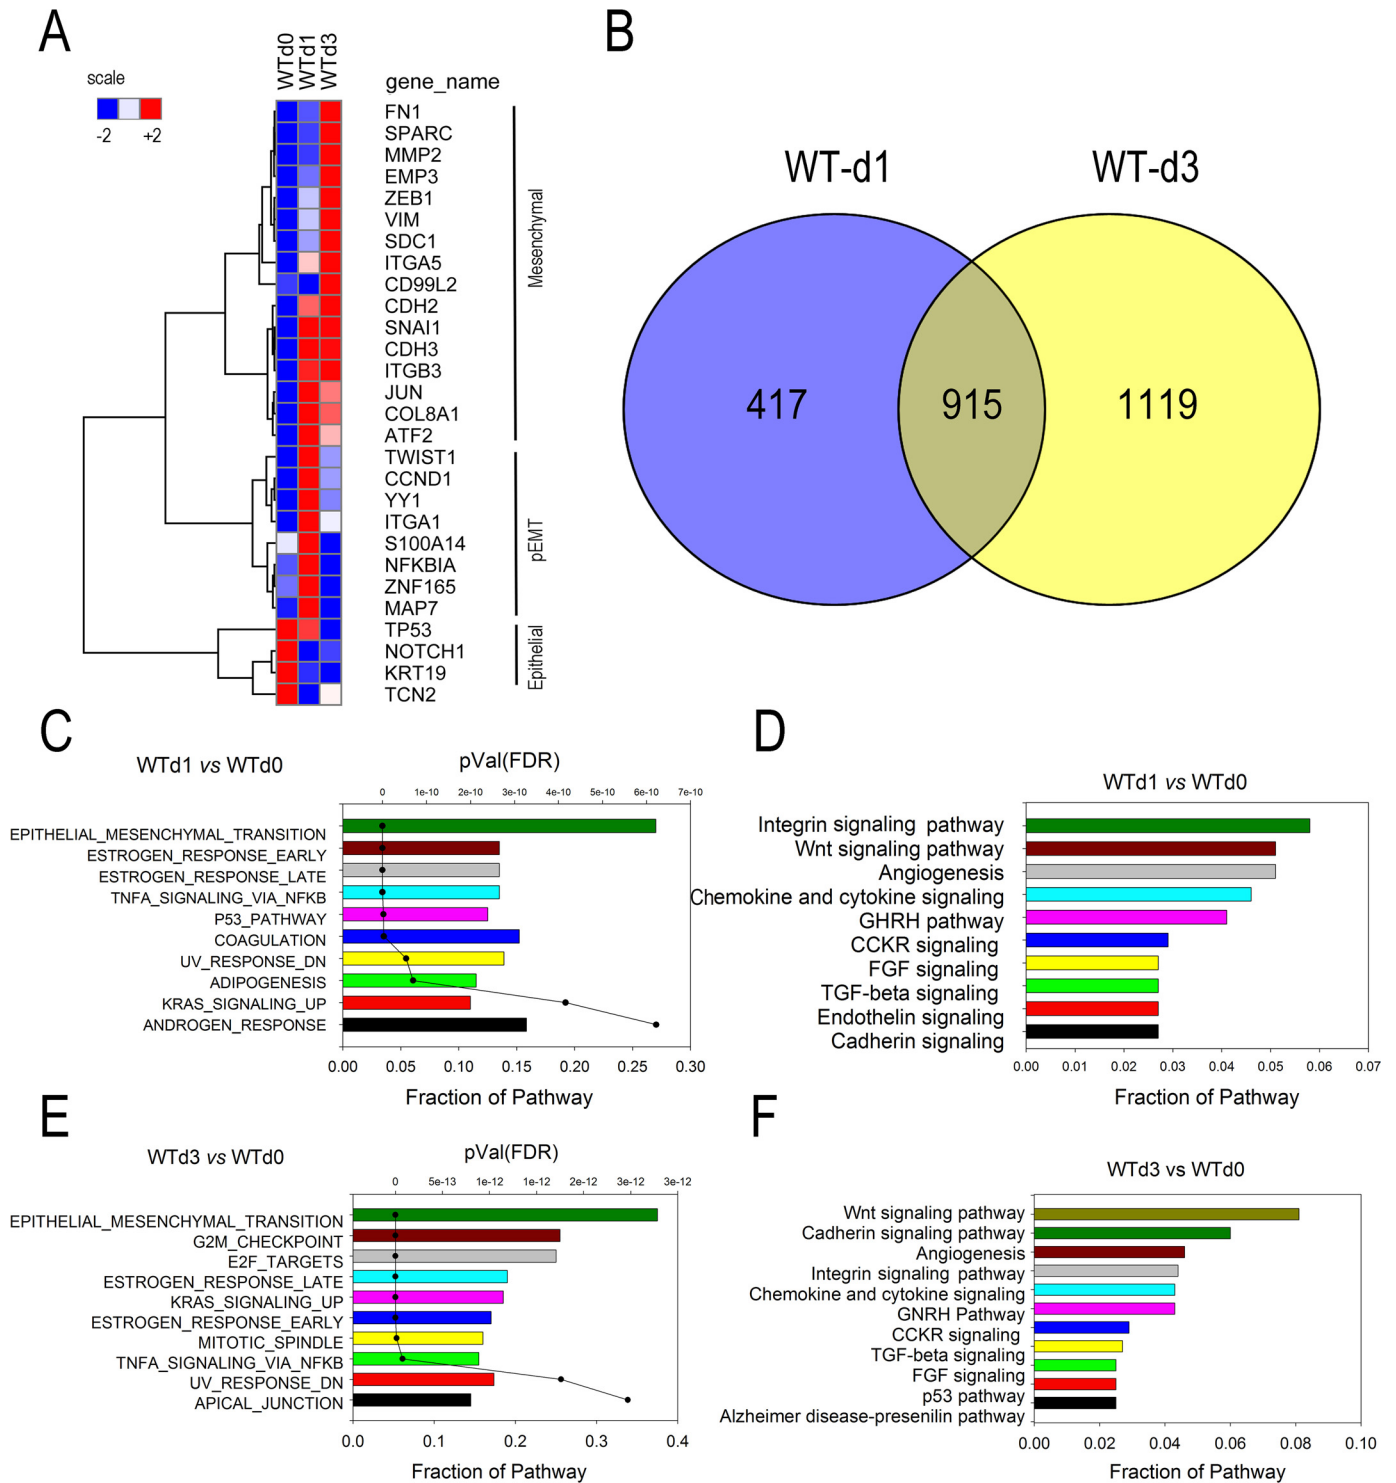 A
B
WTd0
WTd1
WTd3
scale
-2 +2
gene_name
FN1
SPARC
MMP2
EMP3
ZEB1
VIM
SDC1
ITGA5
CD99L2
CDH2
SNAI1
CDH3
ITGB3
JUN
COL8A1
ATF2
TWIST1
CCND1
YY1
ITGA1
S100A14
NFKBIA
ZNF165
MAP7
TP53
NOTCH1
KRT19
TCN2
Mesenchymal
pEMT
Epithelial
WT-d1
WT-d3
417
915
1119
C
WTd1 vs WTd0
pVal(FDR)
0 1e-10 2e-10 3e-10 4e-10 5e-10 6e-10 7e-10
EPITHELIAL_MESENCHYMAL_TRANSITION
ESTROGEN_RESPONSE_EARLY
ESTROGEN_RESPONSE_LATE
TNFA_SIGNALING_VIA_NFKB
P53_PATHWAY
COAGULATION
UV_RESPONSE_DN
ADIPOGENESIS
KRAS_SIGNALING_UP
ANDROGEN_RESPONSE
0.00 0.05 0.10 0.15 0.20 0.25 0.30
Fraction of Pathway
D
WTd1 vs WTd0
Integrin signaling pathway
Wnt signaling pathway
Angiogenesis
Chemokine and cytokine signaling
GHRH pathway
CCKR signaling
FGF signaling
TGF-beta signaling
Endothelin signaling
Cadherin signaling
0.00 0.01 0.02 0.03 0.04 0.05 0.06 0.07
Fraction of Pathway
E
WTd3 vs WTd0
pVal(FDR)
0 5e-13 1e-12 1e-12 2e-12 3e-12 3e-12
EPITHELIAL_MESENCHYMAL_TRANSITION
G2M_CHECKPOINT
E2F_TARGETS
ESTROGEN_RESPONSE_LATE
KRAS_SIGNALING_UP
ESTROGEN_RESPONSE_EARLY
MITOTIC_SPINDLE
TNFA_SIGNALING_VIA_NFKB
UV_RESPONSE_DN
APICAL_JUNCTION
0.0 0.1 0.2 0.3 0.4
Fraction of Pathway
F
WTd3 vs WTd0
Wnt signaling pathway
Cadherin signaling pathway
Angiogenesis
Integrin signaling pathway
Chemokine and cytokine signaling
GNRH Pathway
CCKR signaling
TGF-beta signaling
FGF signaling
p53 pathway
Alzheimer disease-presenilin pathway
0.00 0.02 0.04 0.06 0.08 0.10
Fraction of Pathway